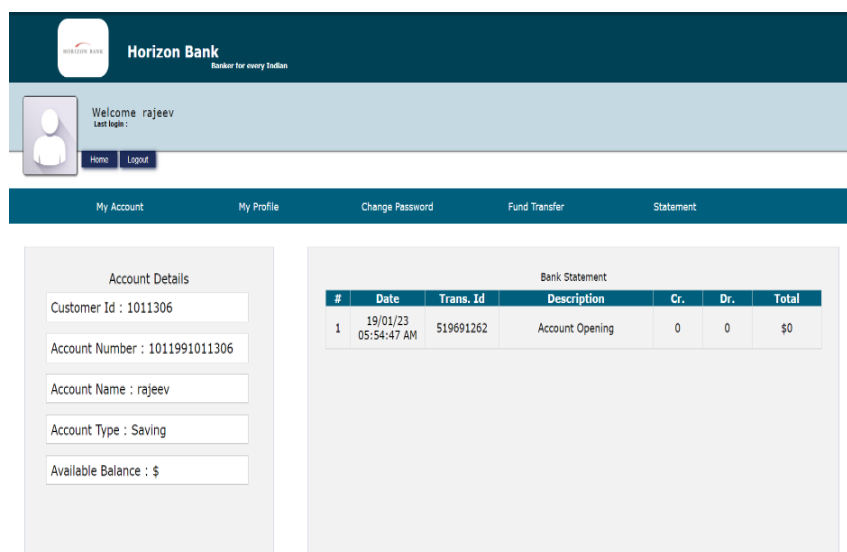 HORIZON BANK
Horizon Bank
Banker for every Indian
Welcome rajeev
Last login :
Home Logout
My Account My Profile Change Password Fund Transfer Statement
Account Details
Customer Id : 1011306
Account Number : 1011991011306
Account Name : rajeev
Account Type : Saving
Available Balance : $
Bank Statement
# Date Trans. Id Description Cr. Dr. Total
1 19/01/23 05:54:47 AM 519691262 Account Opening 0 0 $0